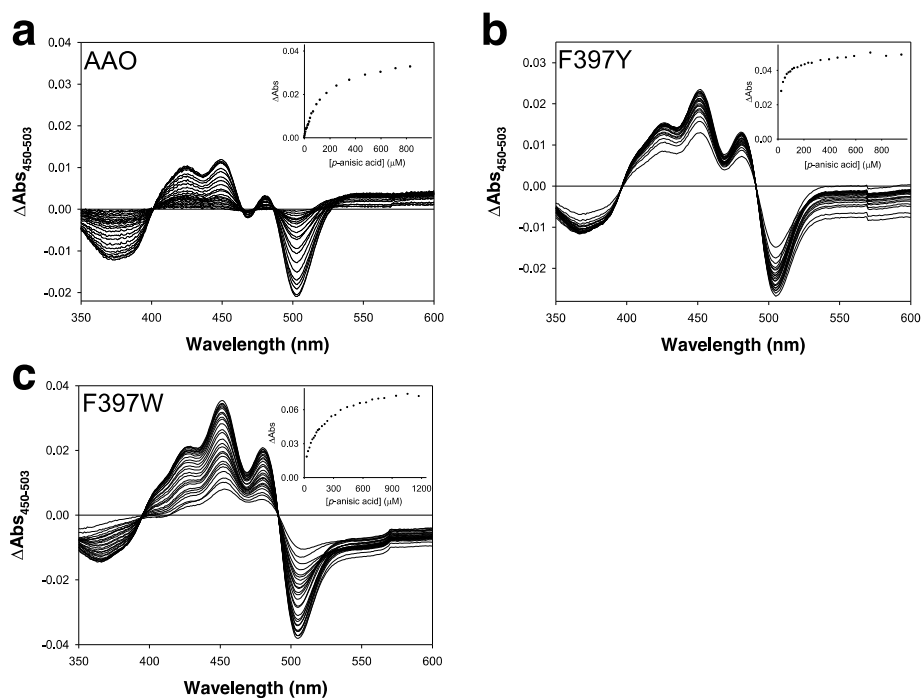 a
AAO
0.04
0.03
0.02
0.01
0.00
-0.01
-0.02
ΔAbs450-503
350 400 450 500 550 600
Wavelength (nm)
ΔAbs
0.04
0.02
0.00
0 200 400 600 800
[p-anisic acid] (μM)
b
F397Y
0.03
0.02
0.01
0.00
-0.01
-0.02
ΔAbs450-503
350 400 450 500 550 600
Wavelength (nm)
ΔAbs
0.04
0.02
0.00
0 200 400 600 800
[p-anisic acid] (μM)
c
F397W
0.04
0.02
0.00
-0.02
-0.04
ΔAbs450-503
350 400 450 500 550 600
Wavelength (nm)
ΔAbs
0.06
0.03
0.00
0 300 600 900 1200
[p-anisic acid] (μM)